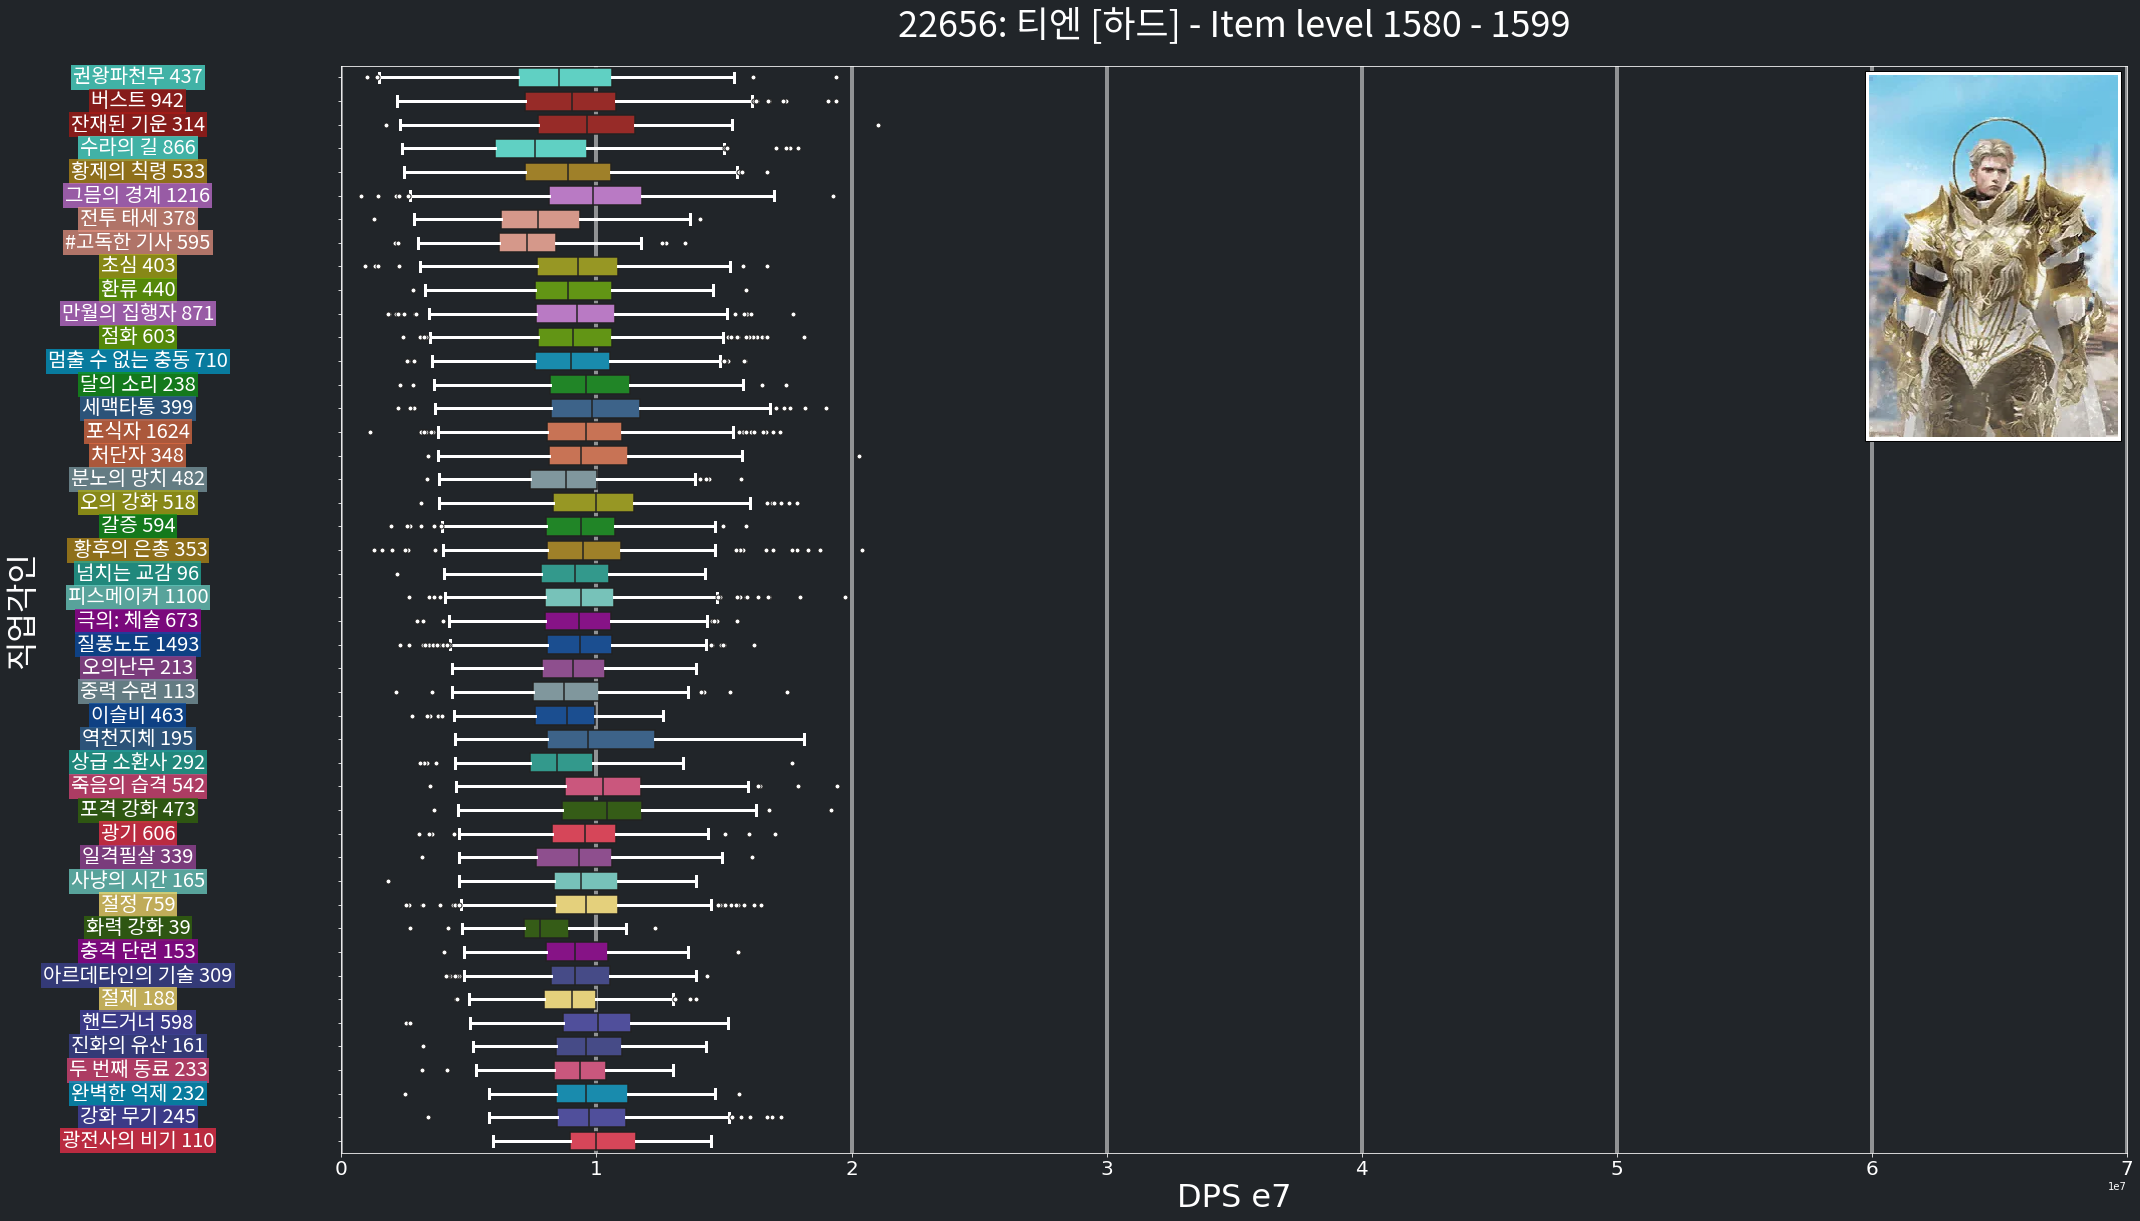 22656: 티엔 [하드] - Item level 1580 - 1599
권왕파천무 437
버스트 942
잔재된 기운 314
수라의 길 866
황제의 칙령 533
그믐의 경계 1216
전투 태세 378
#고독한 기사 595
초심 403
환류 440
만월의 집행자 871
점화 603
멈출 수 없는 충동 710
달의 소리 238
세맥타통 399
포식자 1624
처단자 348
분노의 망치 482
오의 강화 518
갈증 594
황후의 은총 353
넘치는 교감 96
피스메이커 1100
극의: 체술 673
질풍노도 1493
오의난무 213
중력 수련 113
이슬비 463
역천지체 195
상급 소환사 292
죽음의 습격 542
포격 강화 473
광기 606
일격필살 339
사냥의 시간 165
절정 759
화력 강화 39
충격 단련 153
아르데타인의 기술 309
절제 188
핸드거너 598
진화의 유산 161
두 번째 동료 233
완벽한 억제 232
강화 무기 245
광전사의 비기 110
직업각인
0 1 2 3 4 5 6 7
1e7
DPS e7